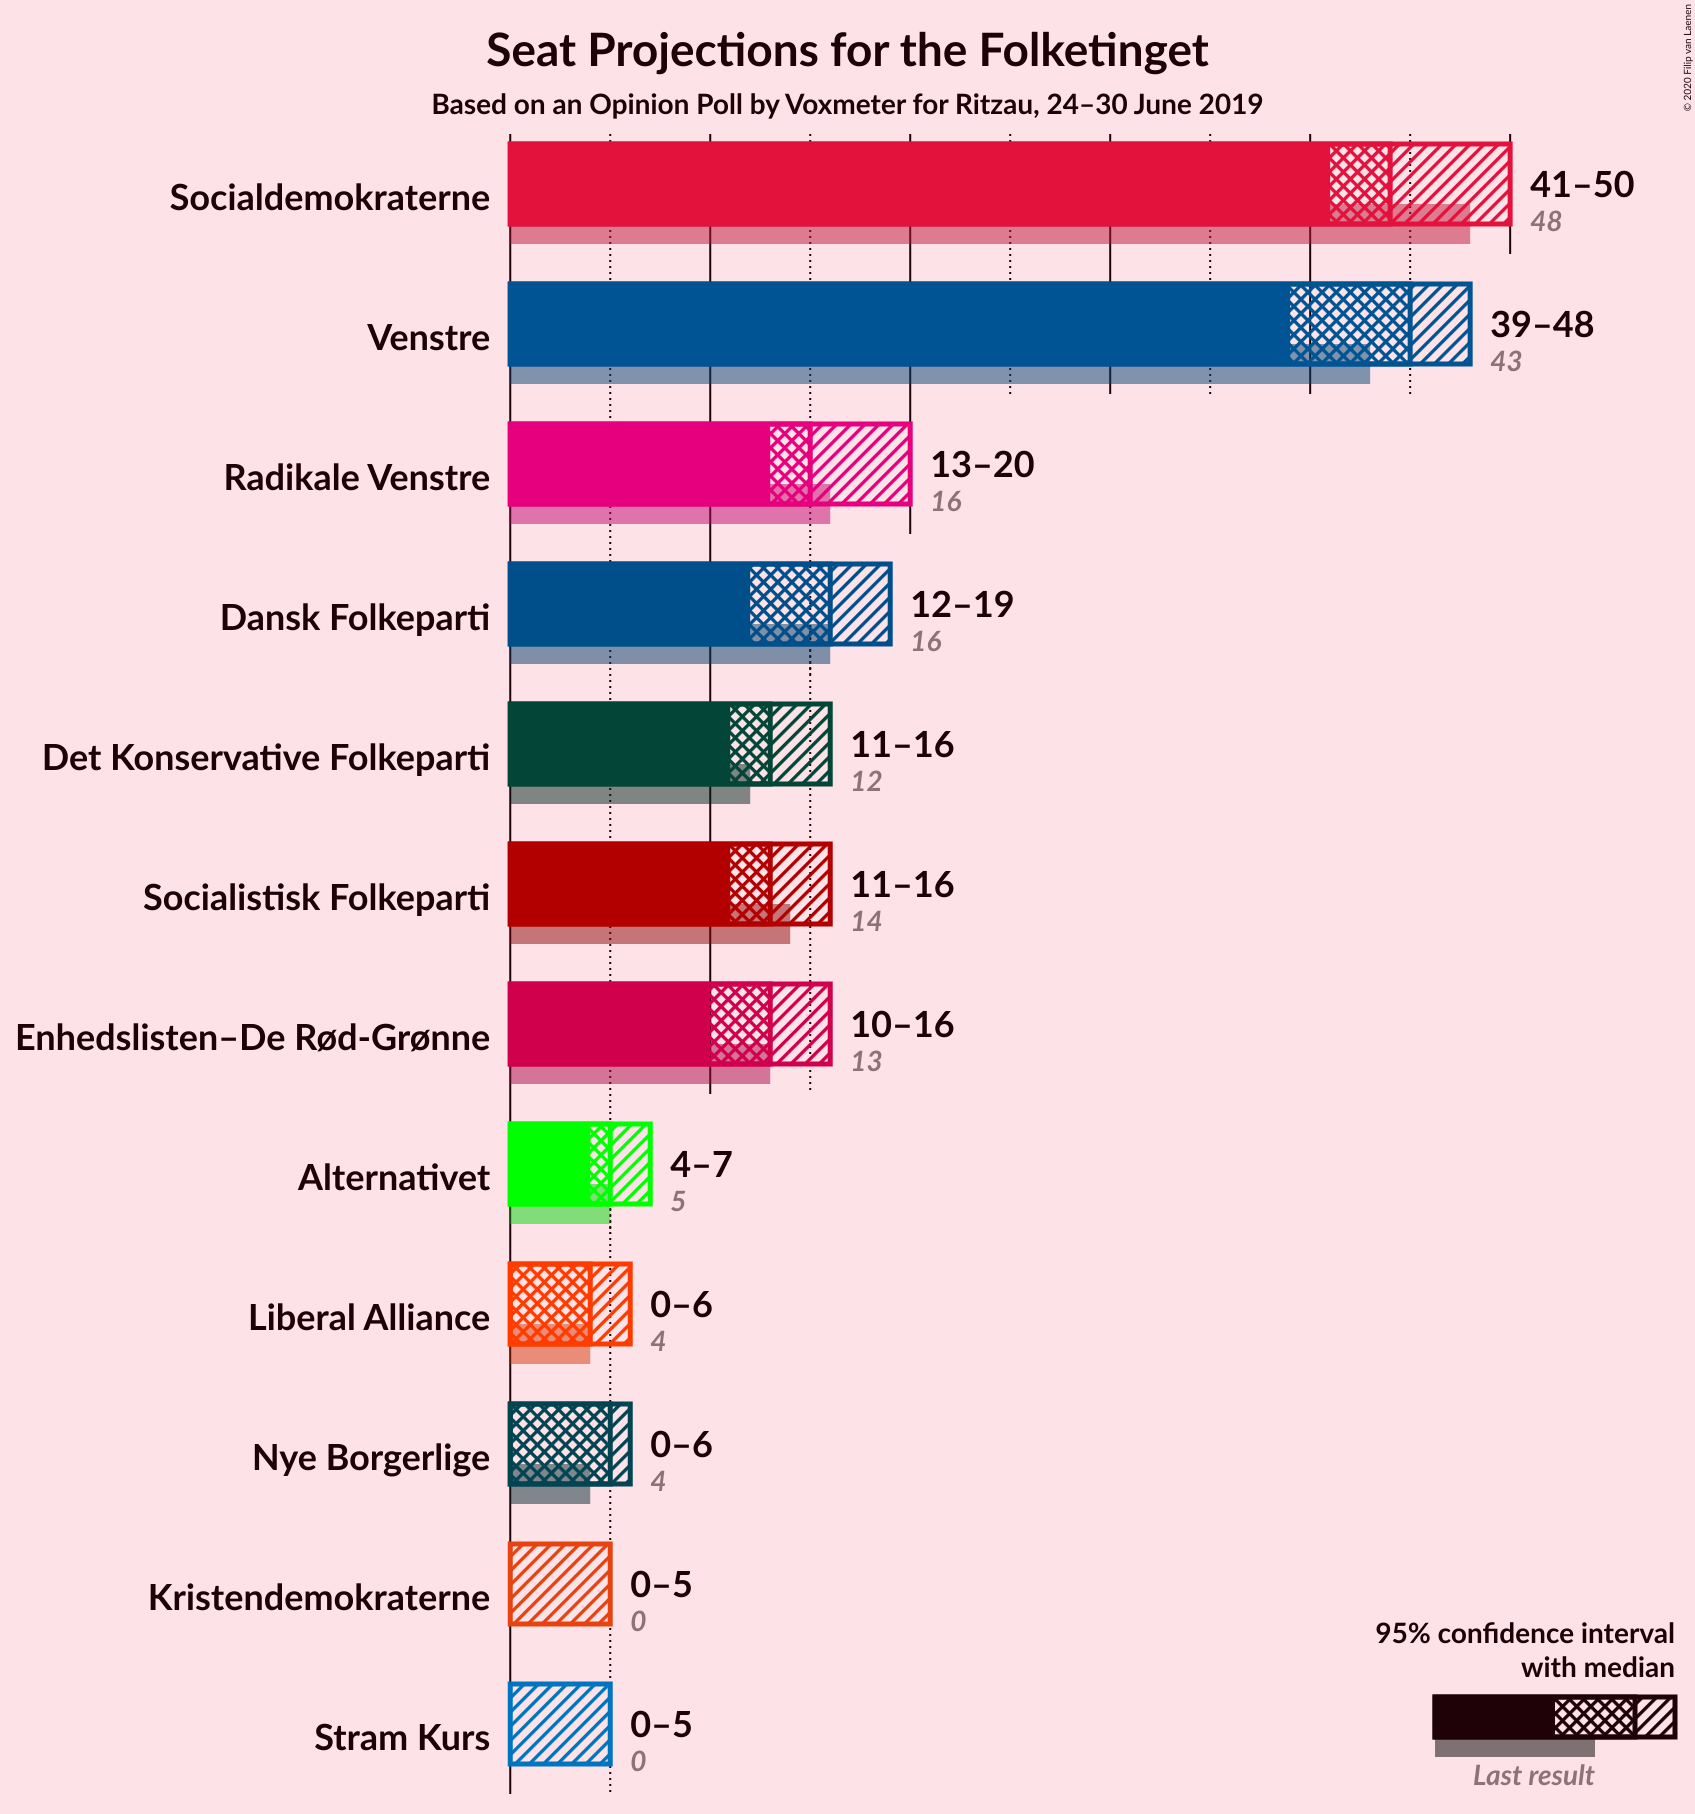 © 2020 Filip van Laenen
Seat Projections for the Folketinget
Based on an Opinion Poll by Voxmeter for Ritzau, 24–30 June 2019
Socialdemokraterne
41–50
48
Venstre
39–48
43
Radikale Venstre
13–20
16
Dansk Folkeparti
12–19
16
Det Konservative Folkeparti
11–16
12
Socialistisk Folkeparti
11–16
14
Enhedslisten–De Rød-Grønne
10–16
13
Alternativet
4–7
5
Liberal Alliance
0–6
4
Nye Borgerlige
0–6
4
Kristendemokraterne
0–5
0
Stram Kurs
0–5
0
95% confidence interval
with median
Last result